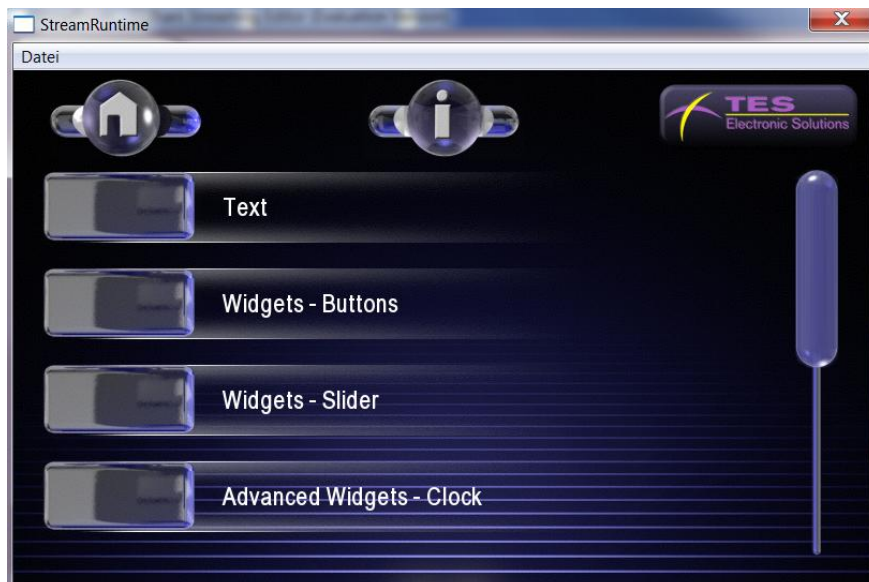 StreamRuntime
Datei
TES
Electronic Solutions
Text
Widgets - Buttons
Widgets - Slider
Advanced Widgets - Clock